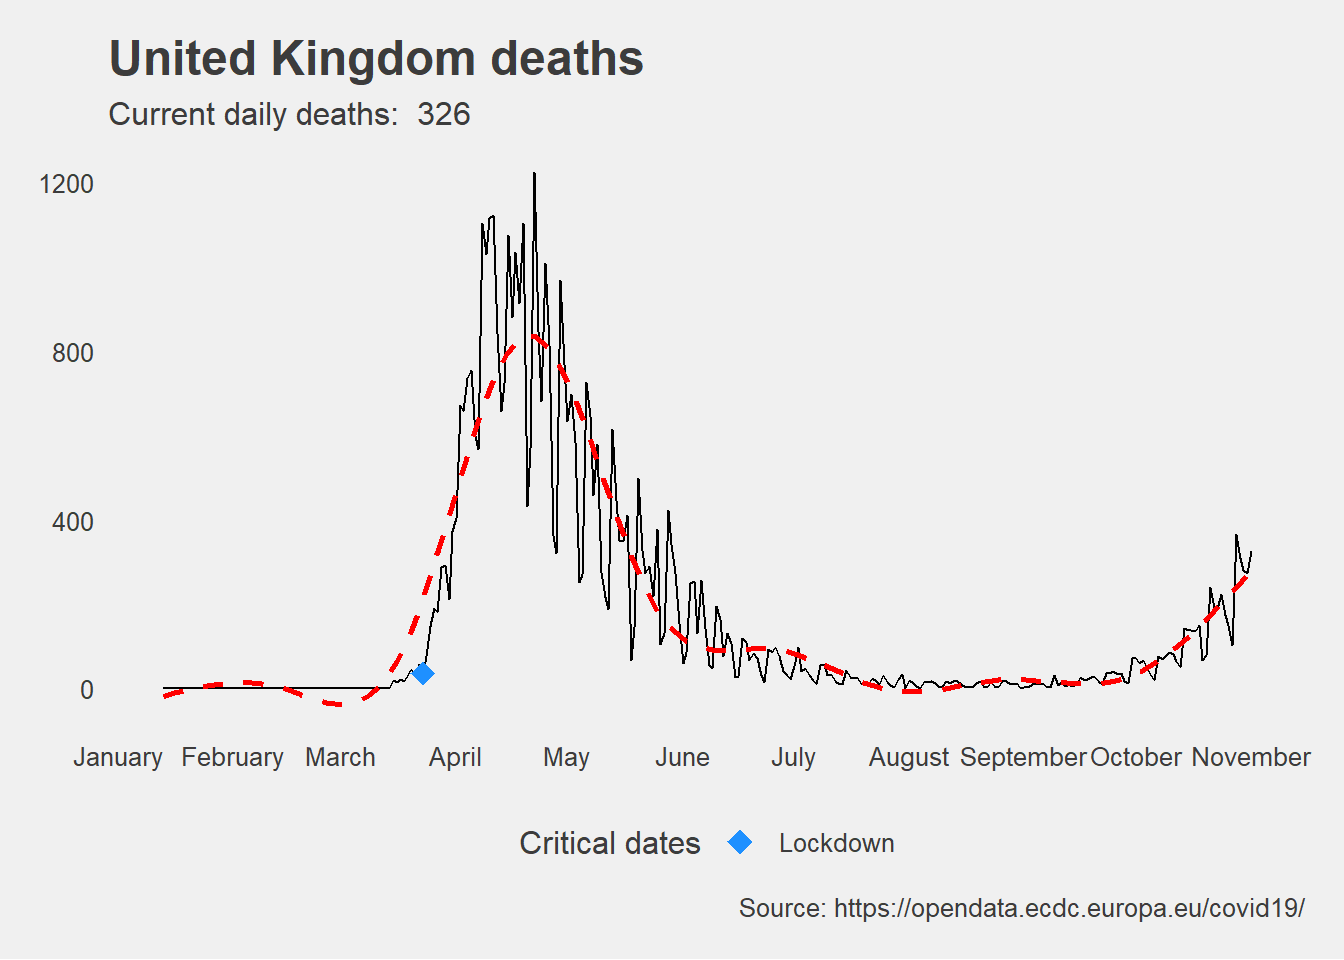 United Kingdom deaths
Current daily deaths:  326
1200
800
400
0
January February March April May June July August September October November
Critical dates Lockdown
Source: https://opendata.ecdc.europa.eu/covid19/